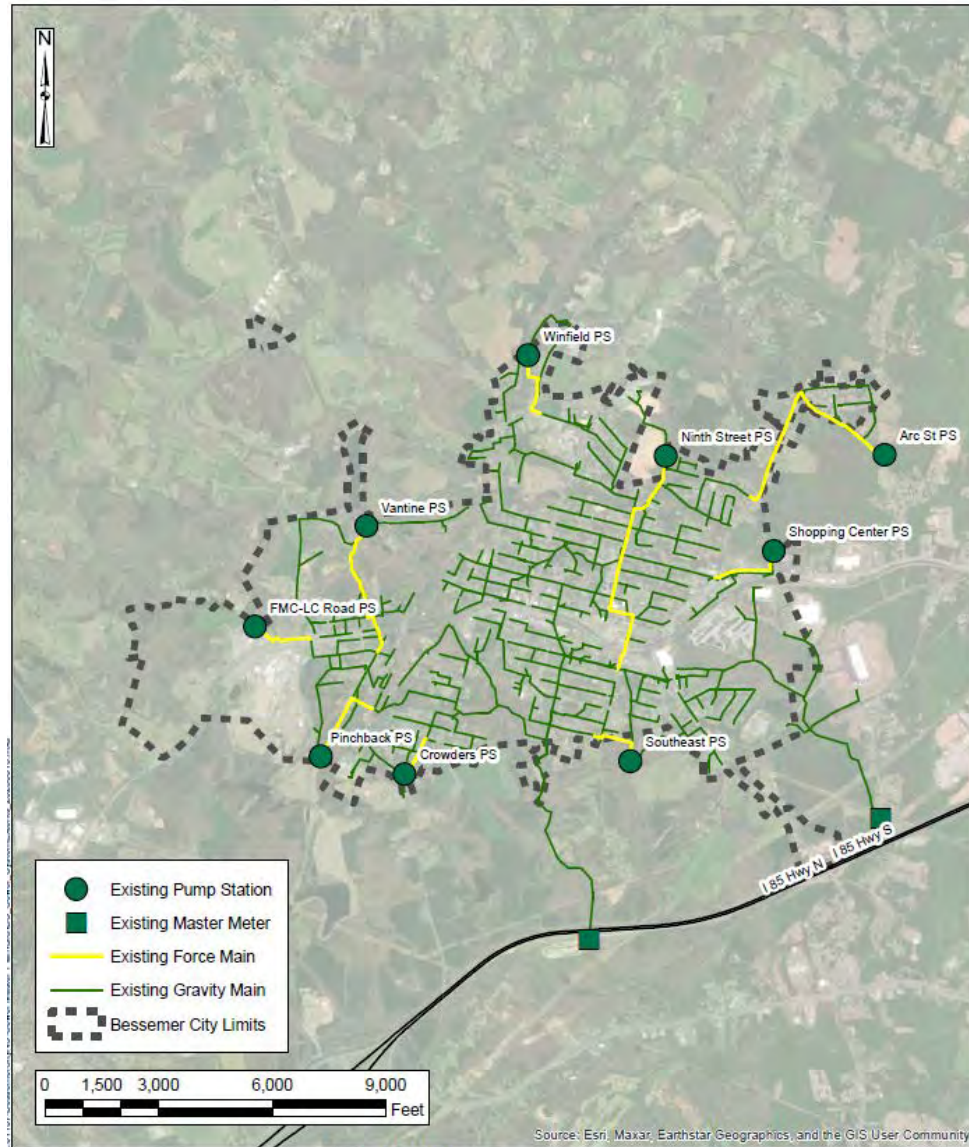 N
Winfield PS
Ninth Street PS
Arc St PS
Vantine PS
Shopping Center PS
FMC-LC Road PS
Pinchback PS
Crowders PS
Southeast PS
I 85 Hwy N
I 85 Hwy S
Existing Pump Station
Existing Master Meter
Existing Force Main
Existing Gravity Main
Bessemer City Limits
0 1,500 3,000 6,000 9,000
Feet
Source: Esri, Maxar, Earthstar Geographics, and the GIS User Community